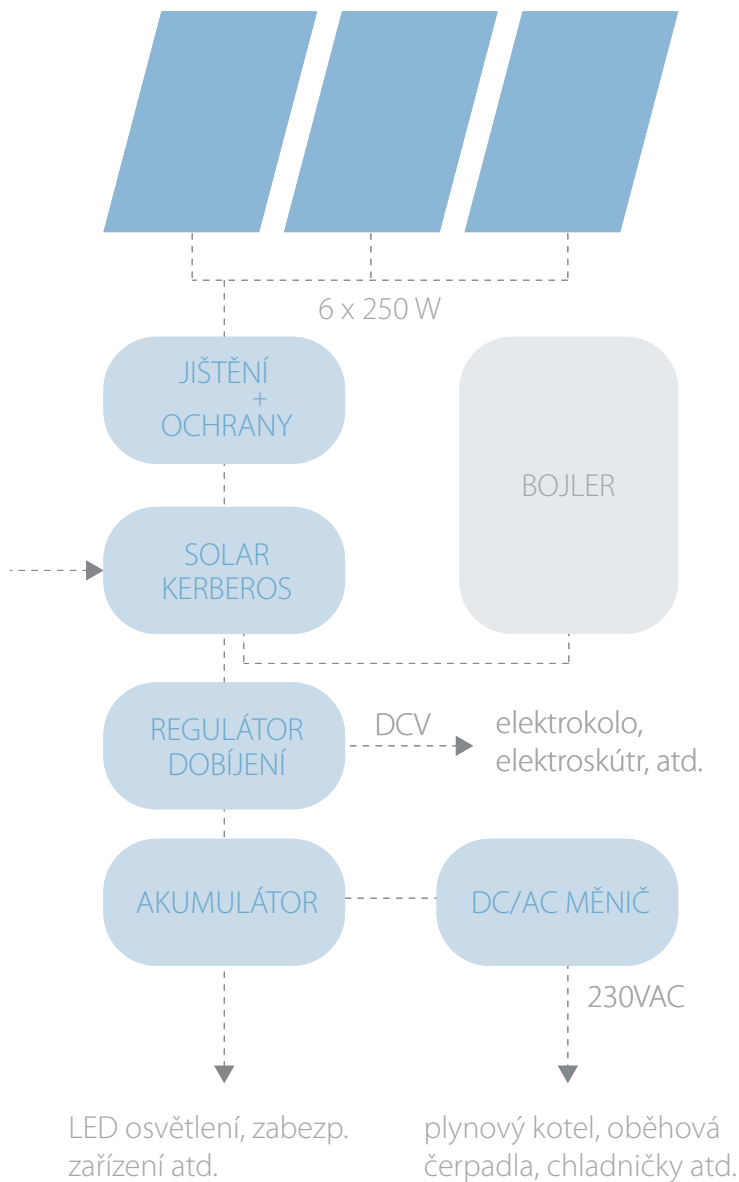 6 x 250 W
JIŠTĚNÍ
+
OCHRANY
BOJLER
SOLAR
KERBEROS
REGULÁTOR
DOBÍJENÍ
DCV
elektrokolo,
elektroskútr, atd.
AKUMULÁTOR
DC/AC MĚNIČ
230VAC
LED osvětlení, zabezp.
zařízení atd.
plynový kotel, oběhová
čerpadla, chladničky atd.